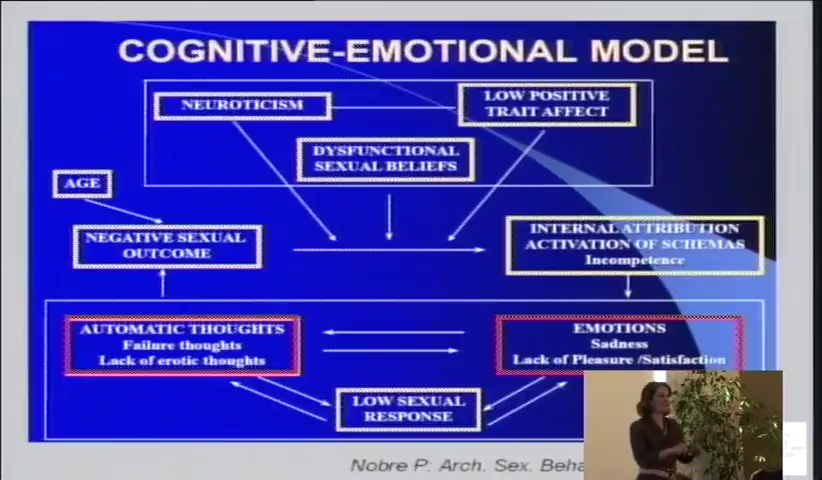 COGNITIVE-EMOTIONAL MODEL
NEUROTICISM
LOW POSITIVE
TRAIT AFFECT
DYSFUNCTIONAL
SEXUAL BELIEFS
AGE
NEGATIVE SEXUAL
OUTCOME
INTERNAL ATTRIBUTION
ACTIVATION OF SCHEMAS
Incompetence
AUTOMATIC THOUGHTS
Failure thoughts
Lack of erotic thoughts
EMOTIONS
Sadness
Lack of Pleasure /Satisfaction
LOW SEXUAL
RESPONSE
Nobre P: Arch. Sex. Beha